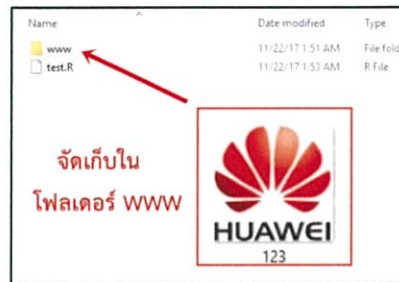 Name Date modified Type
www 11/22/17 1:51 AM File fold
test.R 11/22/17 1:53 AM R File
จัดเก็บใน
โฟลเดอร์ WWW
HUAWEI
123